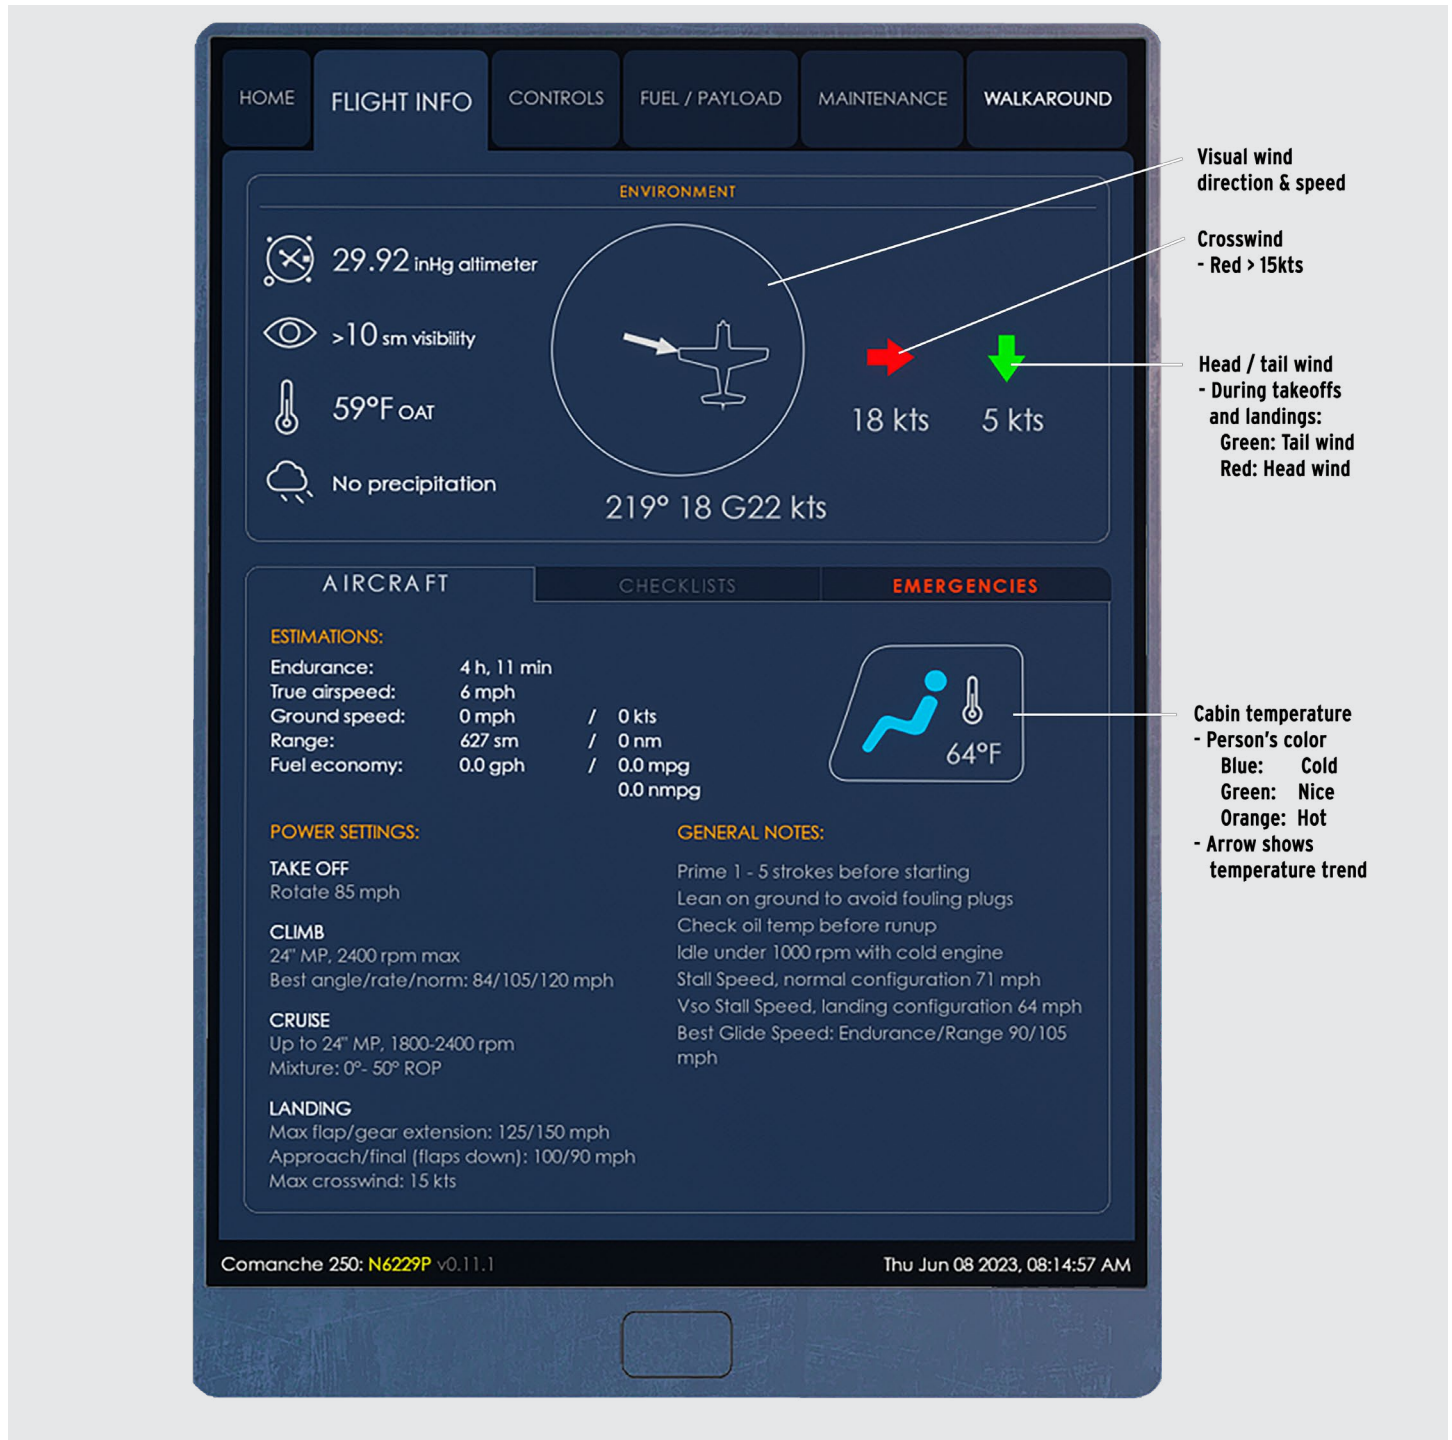 HOME
FLIGHT INFO
CONTROLS
FUEL / PAYLOAD
MAINTENANCE
WALKAROUND
ENVIRONMENT
29.92 inHg altimeter
>10 sm visibility
59°F OAT
No precipitation
219° 18 G22 kts
18 kts
5 kts
Visual wind
direction & speed
Crosswind
- Red > 15kts
Head / tail wind
- During takeoffs
and landings:
Green: Tail wind
Red: Head wind
AIRCRAFT
CHECKLISTS
EMERGENCIES
ESTIMATIONS:
Endurance: 4 h, 11 min
True airspeed: 6 mph
Ground speed: 0 mph / 0 kts
Range: 627 sm / 0 nm
Fuel economy: 0.0 gph / 0.0 mpg
0.0 nmpg
64°F
Cabin temperature
- Person's color
Blue: Cold
Green: Nice
Orange: Hot
- Arrow shows
temperature trend
POWER SETTINGS:
TAKE OFF
Rotate 85 mph
CLIMB
24" MP, 2400 rpm max
Best angle/rate/norm: 84/105/120 mph
CRUISE
Up to 24" MP, 1800-2400 rpm
Mixture: 0°- 50° ROP
LANDING
Max flap/gear extension: 125/150 mph
Approach/final (flaps down): 100/90 mph
Max crosswind: 15 kts
GENERAL NOTES:
Prime 1 - 5 strokes before starting
Lean on ground to avoid fouling plugs
Check oil temp before runup
Idle under 1000 rpm with cold engine
Stall Speed, normal configuration 71 mph
Vso Stall Speed, landing configuration 64 mph
Best Glide Speed: Endurance/Range 90/105
mph
Comanche 250: N6229P v0.11.1
Thu Jun 08 2023, 08:14:57 AM